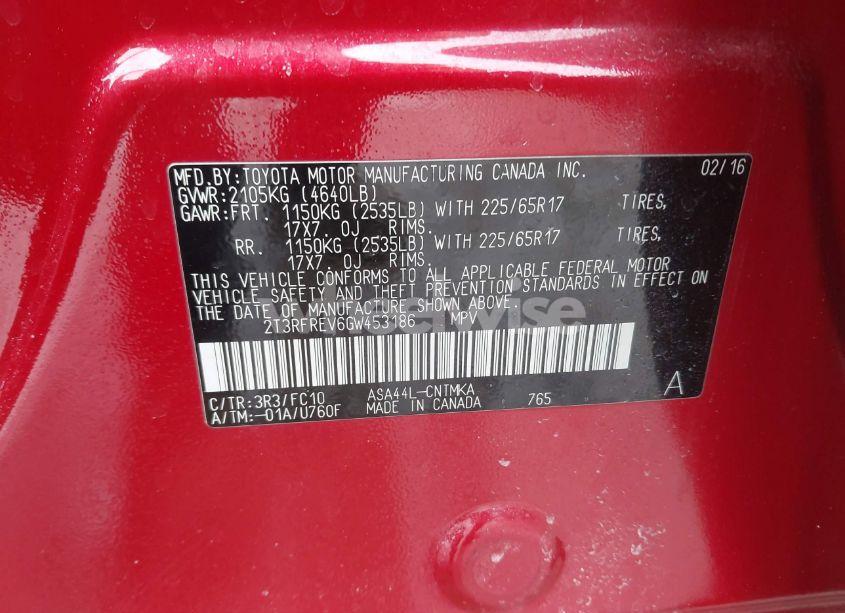 MFD.BY:TOYOTA MOTOR MANUFACTURING CANADA INC. 02/16
GVWR:2105KG (4640LB)
GAWR:FRT. 1150KG (2535LB) WITH 225/65R17 TIRES,
17X7. OJ RIMS.
RR. 1150KG (2535LB) WITH 225/65R17 TIRES,
17X7. OJ RIMS.
THIS VEHICLE CONFORMS TO ALL APPLICABLE FEDERAL MOTOR
VEHICLE SAFETY AND THEFT PREVENTION STANDARDS IN EFFECT ON
THE DATE OF MANUFACTURE SHOWN ABOVE.
2T3RFREV6GW453186 MPV
C/TR:3R3/FC10 ASA44L-CNTMKA A
A/TM:-01A/U760F MADE IN CANADA 765